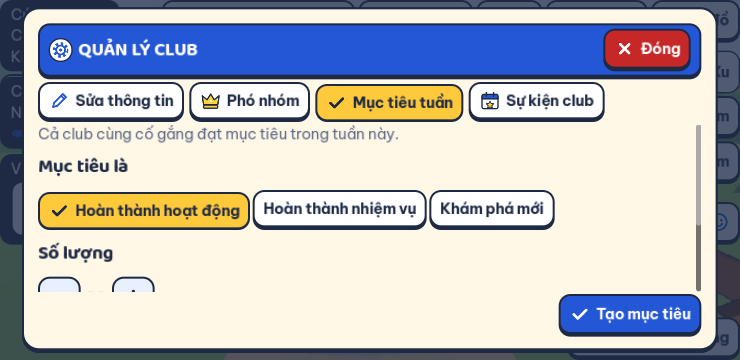 QUẢN LÝ CLUB
Đóng
Sửa thông tin
Phó nhóm
Mục tiêu tuần
Sự kiện club
Cả club cùng cố gắng đạt mục tiêu trong tuần này.
Mục tiêu là
Hoàn thành hoạt động
Hoàn thành nhiệm vụ
Khám phá mới
Số lượng
Tạo mục tiêu